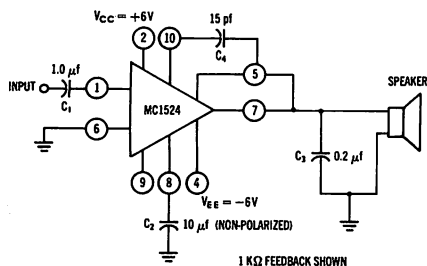 VCC = +6V
15 pf
2
10
C4
1.0 µf
5
SPEAKER
INPUT
1
C1
MC1524
7
6
C3
0.2 µf
9
8
4
VEE = −6V
C2
10 µf (NON-POLARIZED)
1 KΩ FEEDBACK SHOWN